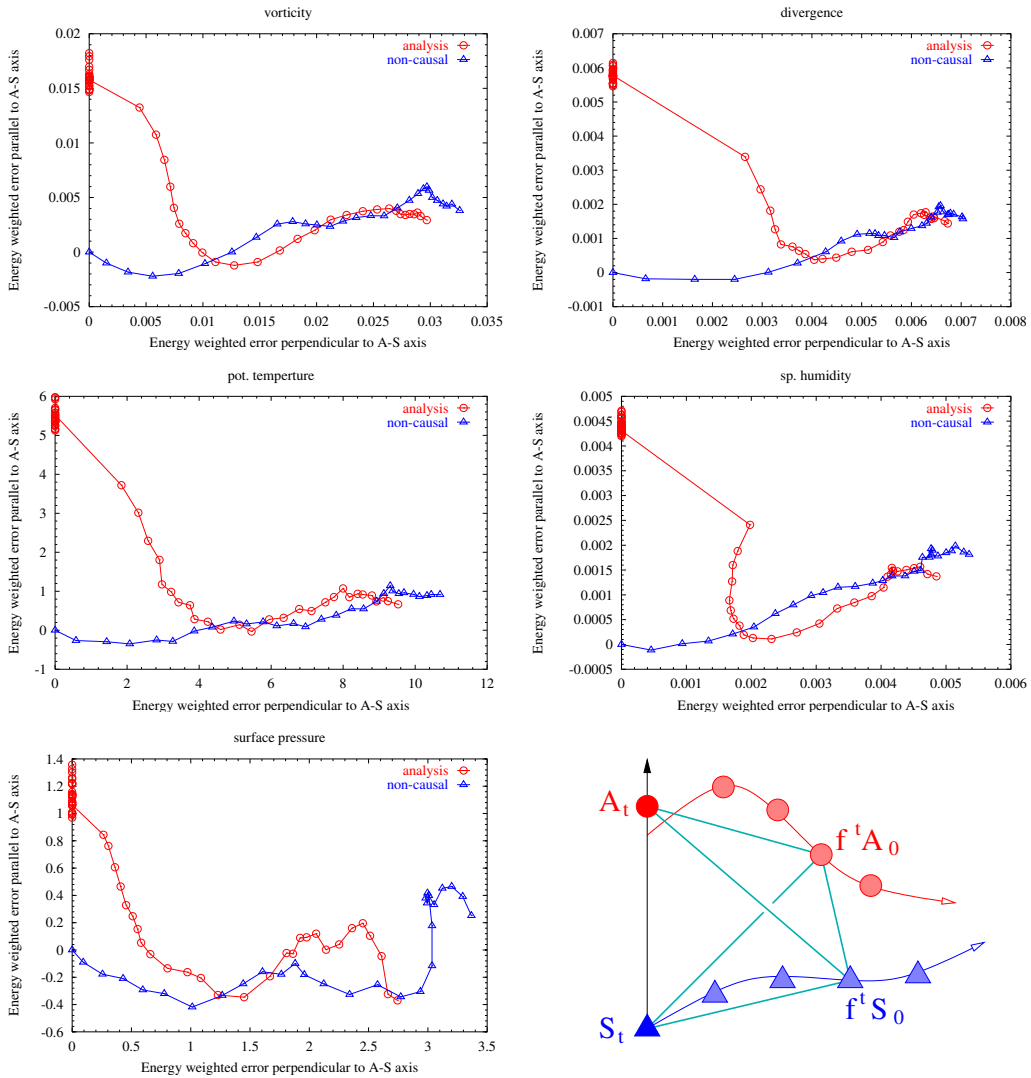 vorticity
Energy weighted error parallel to A-S axis
0.02
0.015
0.01
0.005
0
-0.005
analysis
non-causal
0
0.005
0.01
0.015
0.02
0.025
0.03
0.035
Energy weighted error perpendicular to A-S axis
divergence
Energy weighted error parallel to A-S axis
0.007
0.006
0.005
0.004
0.003
0.002
0.001
0
-0.001
analysis
non-causal
0
0.001
0.002
0.003
0.004
0.005
0.006
0.007
0.008
Energy weighted error perpendicular to A-S axis
pot. temperture
Energy weighted error parallel to A-S axis
6
5
4
3
2
1
0
-1
analysis
non-causal
0
2
4
6
8
10
12
Energy weighted error perpendicular to A-S axis
sp. humidity
Energy weighted error parallel to A-S axis
0.005
0.0045
0.004
0.0035
0.003
0.0025
0.002
0.0015
0.001
0.0005
0
-0.0005
analysis
non-causal
0
0.001
0.002
0.003
0.004
0.005
0.006
Energy weighted error perpendicular to A-S axis
surface pressure
Energy weighted error parallel to A-S axis
1.4
1.2
1
0.8
0.6
0.4
0.2
0
-0.2
-0.4
-0.6
analysis
non-causal
0
0.5
1
1.5
2
2.5
3
3.5
Energy weighted error perpendicular to A-S axis
A t
f t A 0
S t
f t S 0